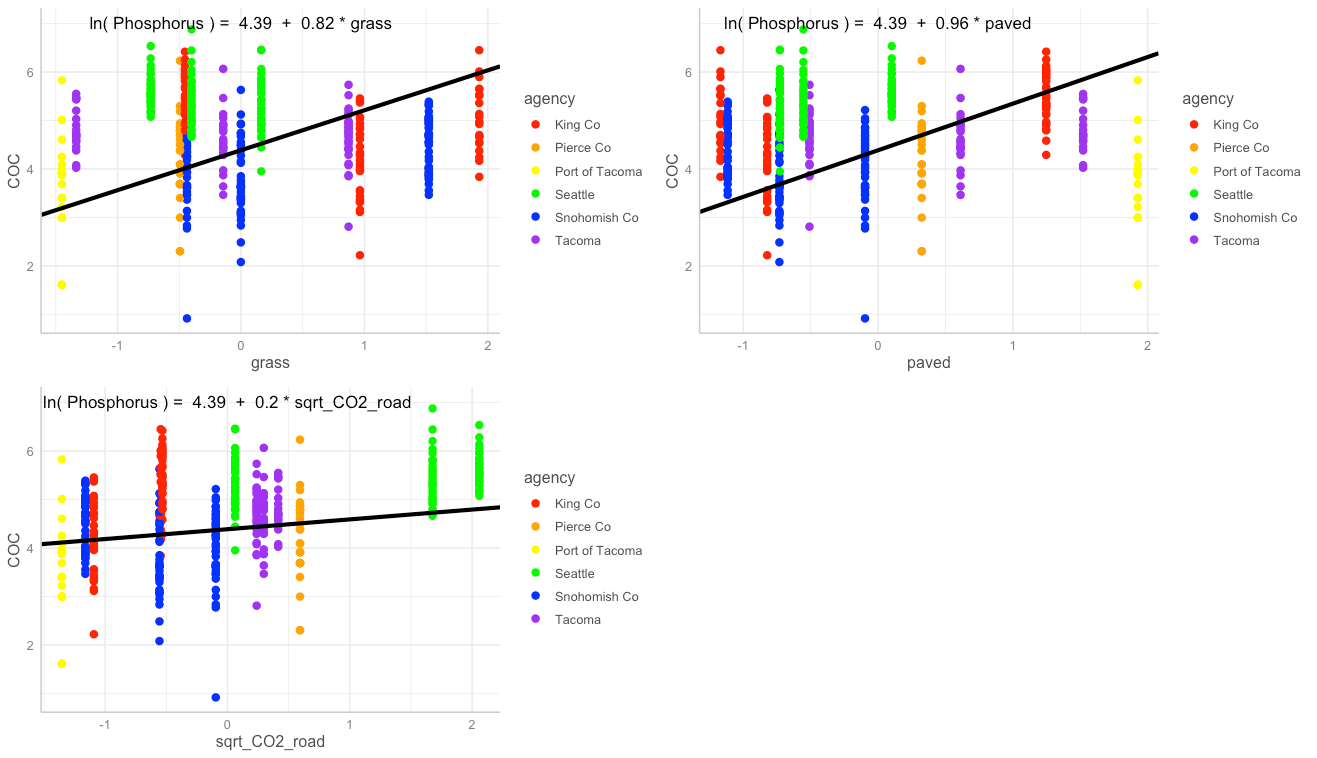 ln( Phosphorus ) = 4.39 + 0.82 * grass
COC
6
4
2
-1
0
1
2
grass
agency
King Co
Pierce Co
Port of Tacoma
Seattle
Snohomish Co
Tacoma
ln( Phosphorus ) = 4.39 + 0.96 * paved
COC
6
4
2
-1
0
1
2
paved
agency
King Co
Pierce Co
Port of Tacoma
Seattle
Snohomish Co
Tacoma
ln( Phosphorus ) = 4.39 + 0.2 * sqrt_CO2_road
COC
6
4
2
-1
0
1
2
sqrt_CO2_road
agency
King Co
Pierce Co
Port of Tacoma
Seattle
Snohomish Co
Tacoma